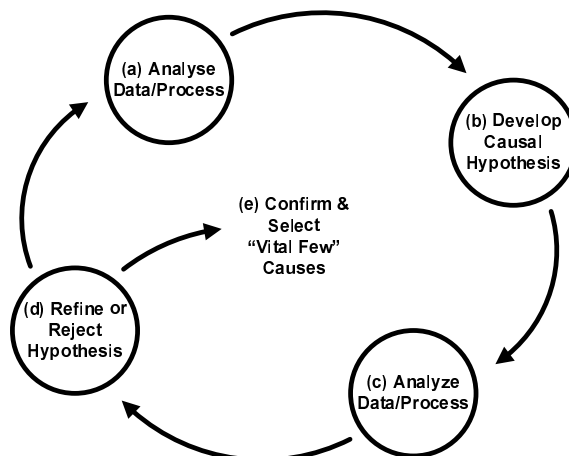 (a) Analyse
Data/Process
(b) Develop
Causal
Hypothesis
(c) Analyze
Data/Process
(d) Refine or
Reject
Hypothesis
(e) Confirm &
Select
“Vital Few”
Causes